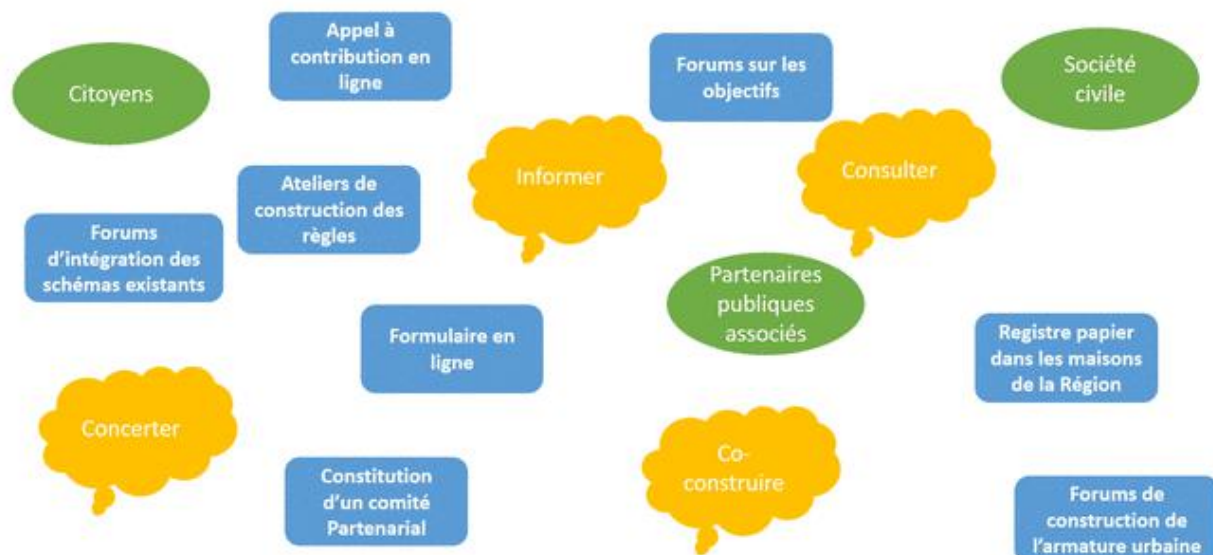 Appel à
contribution en
ligne
Citoyens
Forums sur les
objectifs
Société
civile
Informer
Consulter
Ateliers de
construction des
règles
Forums
d'intégration des
schémas existants
Partenaires
publiques
associés
Formulaire en
ligne
Registre papier
dans les maisons
de la Région
Concerter
Co-
construire
Constitution
d'un comité
Partenarial
Forums de
construction de
l'armature urbaine